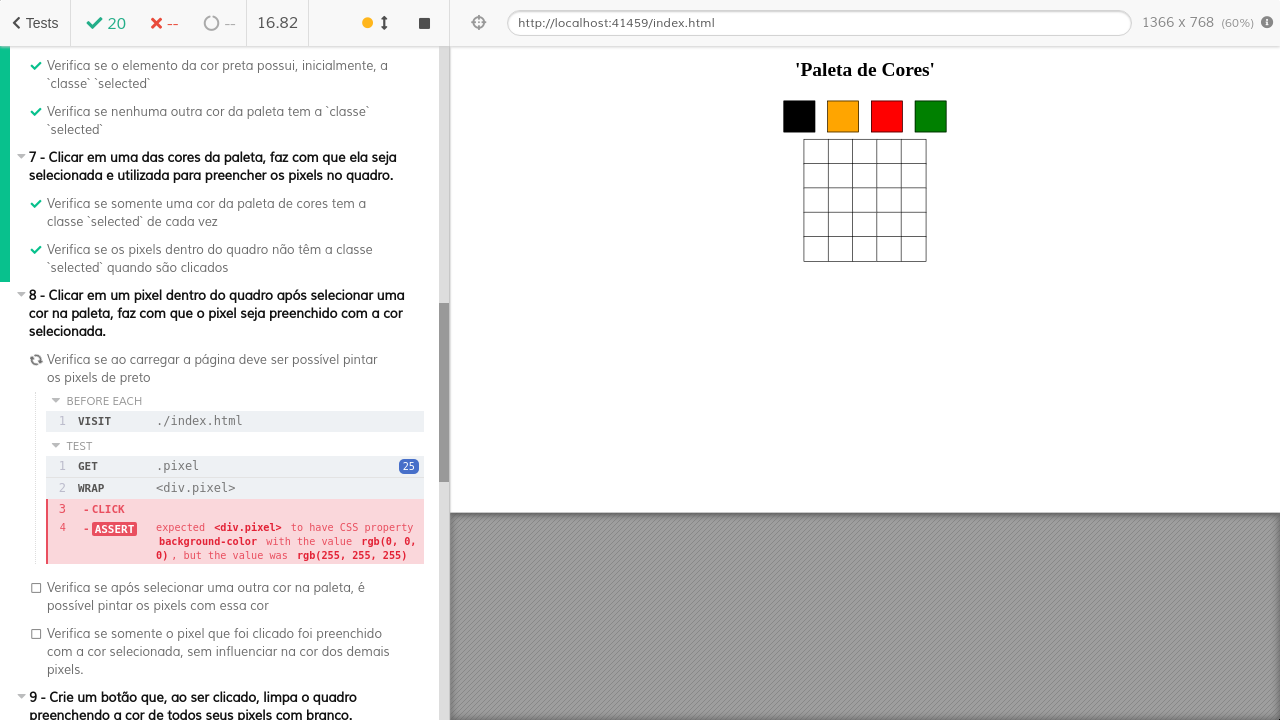 Tests
20
--
--
16.82
http://localhost:41459/index.html
1366 x 768 (60%)
Verifica se o elemento da cor preta possui, inicialmente, a
`classe` `selected`
Verifica se nenhuma outra cor da paleta tem a `classe`
`selected`
7 - Clicar em uma das cores da paleta, faz com que ela seja
selecionada e utilizada para preencher os pixels no quadro.
Verifica se somente uma cor da paleta de cores tem a
classe `selected` de cada vez
Verifica se os pixels dentro do quadro não têm a classe
`selected` quando são clicados
8 - Clicar em um pixel dentro do quadro após selecionar uma
cor na paleta, faz com que o pixel seja preenchido com a cor
selecionada.
Verifica se ao carregar a página deve ser possível pintar
os pixels de preto
BEFORE EACH
1 VISIT ./index.html
TEST
1 GET .pixel 25
2 WRAP <div.pixel>
3 -CLICK
4 -ASSERT expected <div.pixel> to have CSS property
background-color with the value rgb(0, 0,
0), but the value was rgb(255, 255, 255)
Verifica se após selecionar uma outra cor na paleta, é
possível pintar os pixels com essa cor
Verifica se somente o pixel que foi clicado foi preenchido
com a cor selecionada, sem influenciar na cor dos demais
pixels.
9 - Crie um botão que, ao ser clicado, limpa o quadro
preenchendo a cor de todos seus pixels com branco.
'Paleta de Cores'